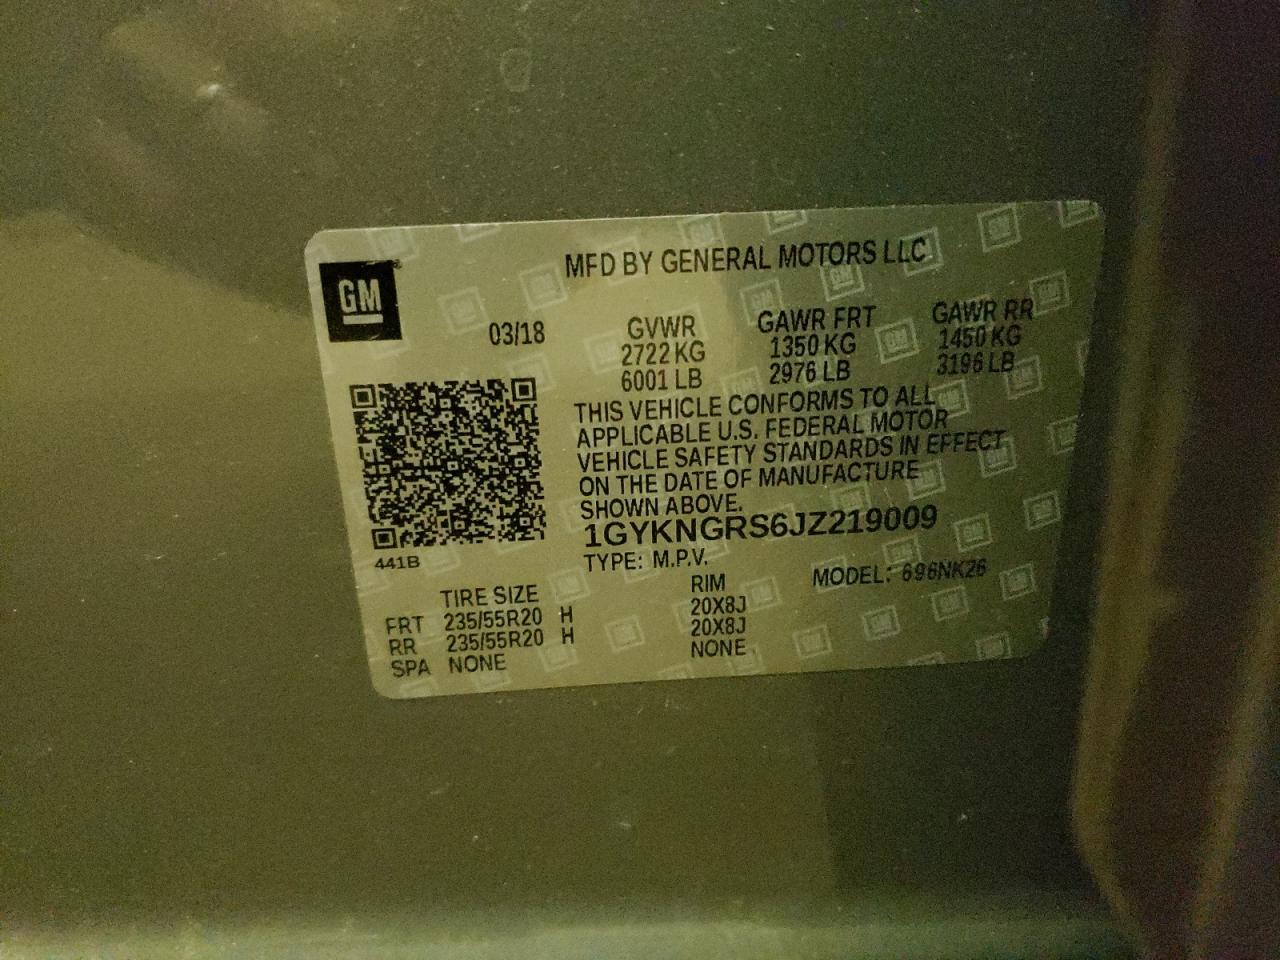 MFD BY GENERAL MOTORS LLC
GM
03/18
GVWR GAWR FRT GAWR RR
2722 KG 1350 KG 1450 KG
6001 LB 2976 LB 3196 LB
THIS VEHICLE CONFORMS TO ALL
APPLICABLE U.S. FEDERAL MOTOR
VEHICLE SAFETY STANDARDS IN EFFECT
ON THE DATE OF MANUFACTURE
SHOWN ABOVE.
1GYKNGRS6JZ219009
441B
TYPE: M.P.V. MODEL: 696NK26
TIRE SIZE RIM
FRT 235/55R20 H 20X8J
RR 235/55R20 H 20X8J
SPA NONE NONE